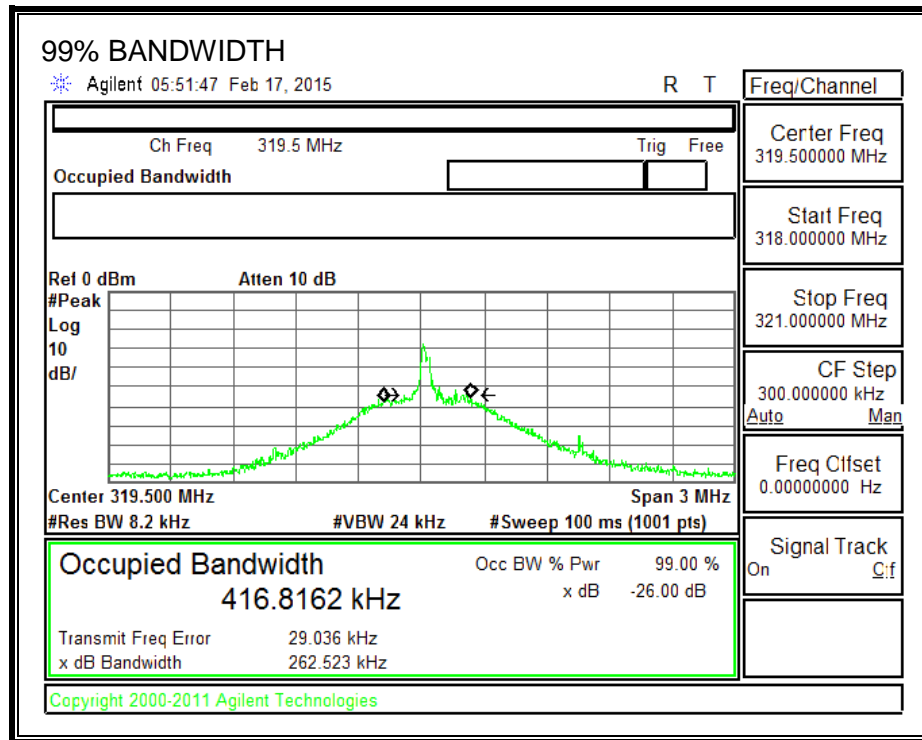 99% BANDWIDTH
Agilent 05:51:47 Feb 17, 2015 R T
Freq/Channel
Ch Freq 319.5 MHz Trig Free
Occupied Bandwidth
Center Freq
319.500000 MHz
Start Freq
318.000000 MHz
Stop Freq
321.000000 MHz
CF Step
300.000000 kHz
Auto Man
Freq Offset
0.00000000 Hz
Signal Track
On Off
Ref 0 dBm Atten 10 dB
#Peak
Log
10
dB/
Center 319.500 MHz Span 3 MHz
#Res BW 8.2 kHz #VBW 24 kHz #Sweep 100 ms (1001 pts)
Occupied Bandwidth Occ BW % Pwr 99.00 %
416.8162 kHz x dB -26.00 dB
Transmit Freq Error 29.036 kHz
x dB Bandwidth 262.523 kHz
Copyright 2000-2011 Agilent Technologies